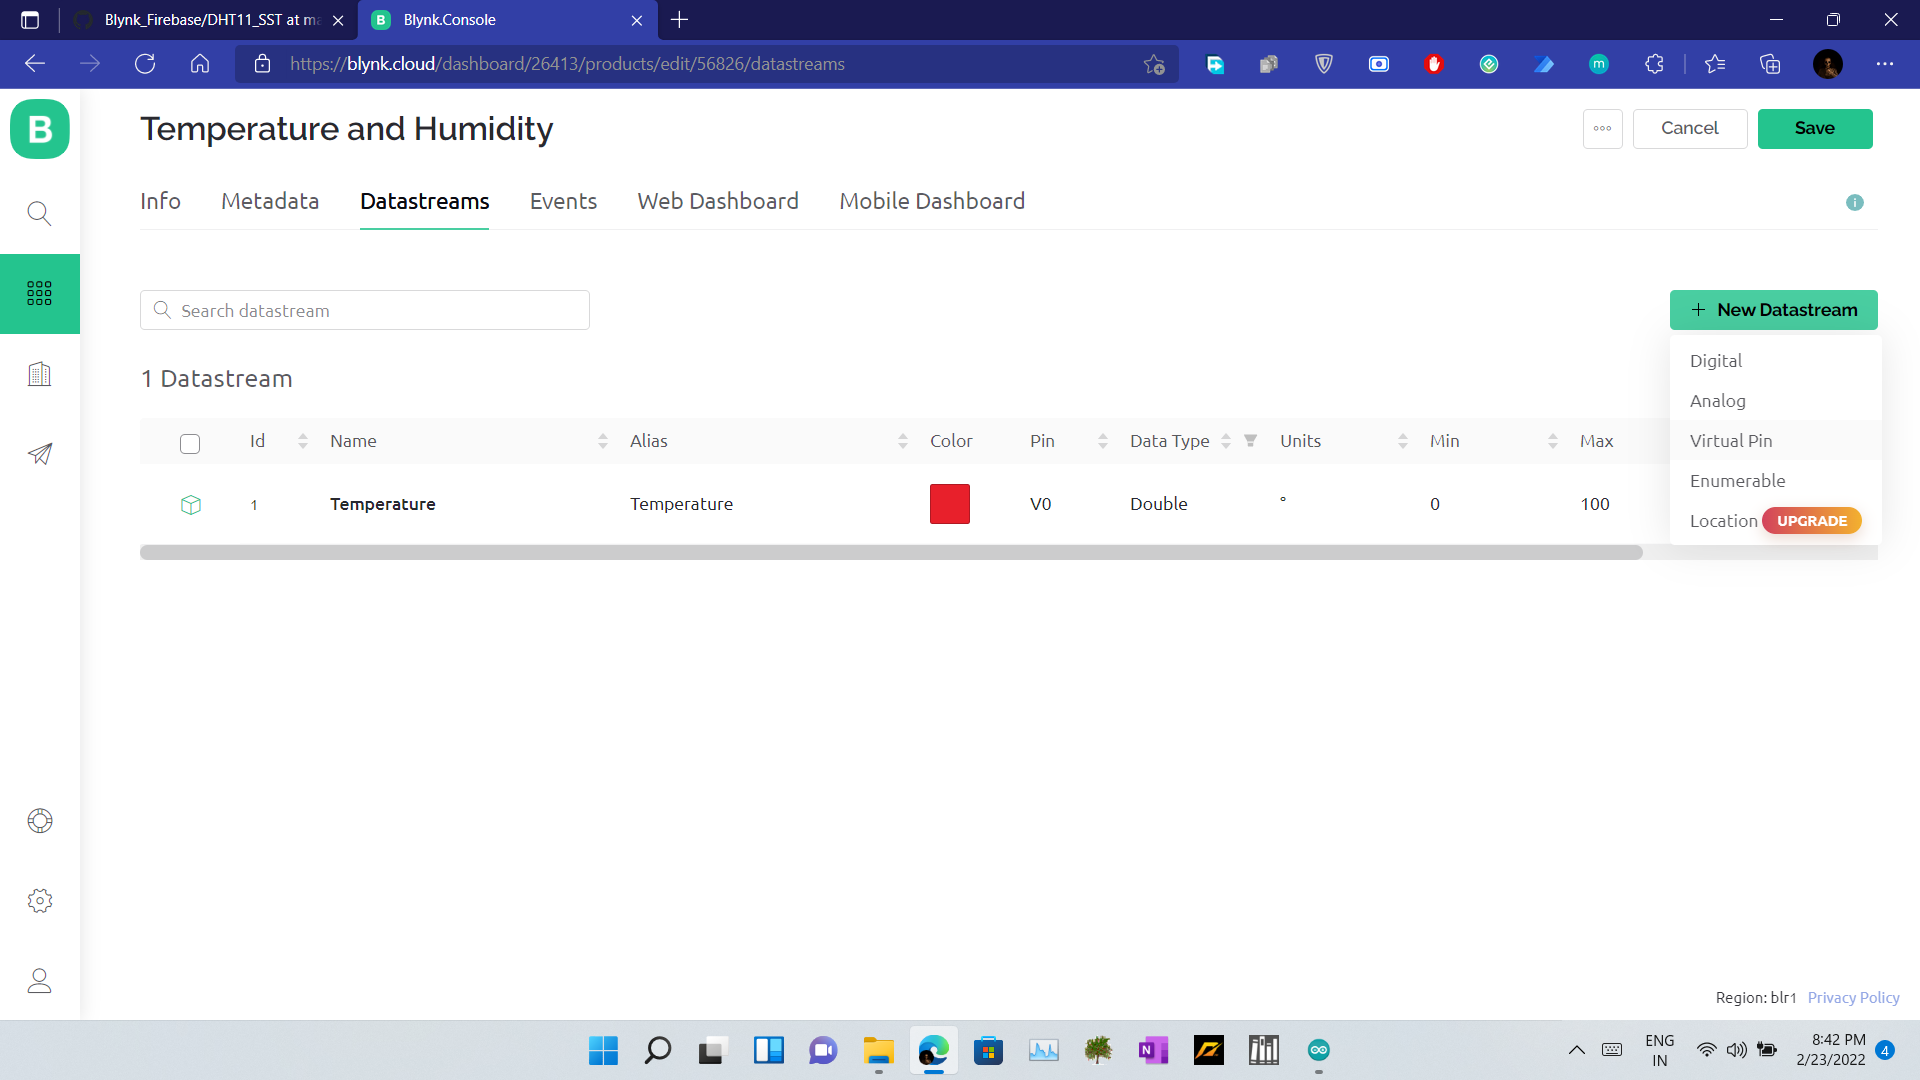 Blynk_Firebase/DHT11_SST at ma
Blynk.Console
https://blynk.cloud/dashboard/26413/products/edit/56826/datastreams
B
Temperature and Humidity
Cancel
Save
Info Metadata Datastreams Events Web Dashboard Mobile Dashboard
Search datastream
+ New Datastream
Digital
Analog
Virtual Pin
Enumerable
Location UPGRADE
1 Datastream
Id Name Alias Color Pin Data Type Units Min Max
1 Temperature Temperature V0 Double ° 0 100
Region: blr1 Privacy Policy
ENG
IN
8:42 PM
2/23/2022
4